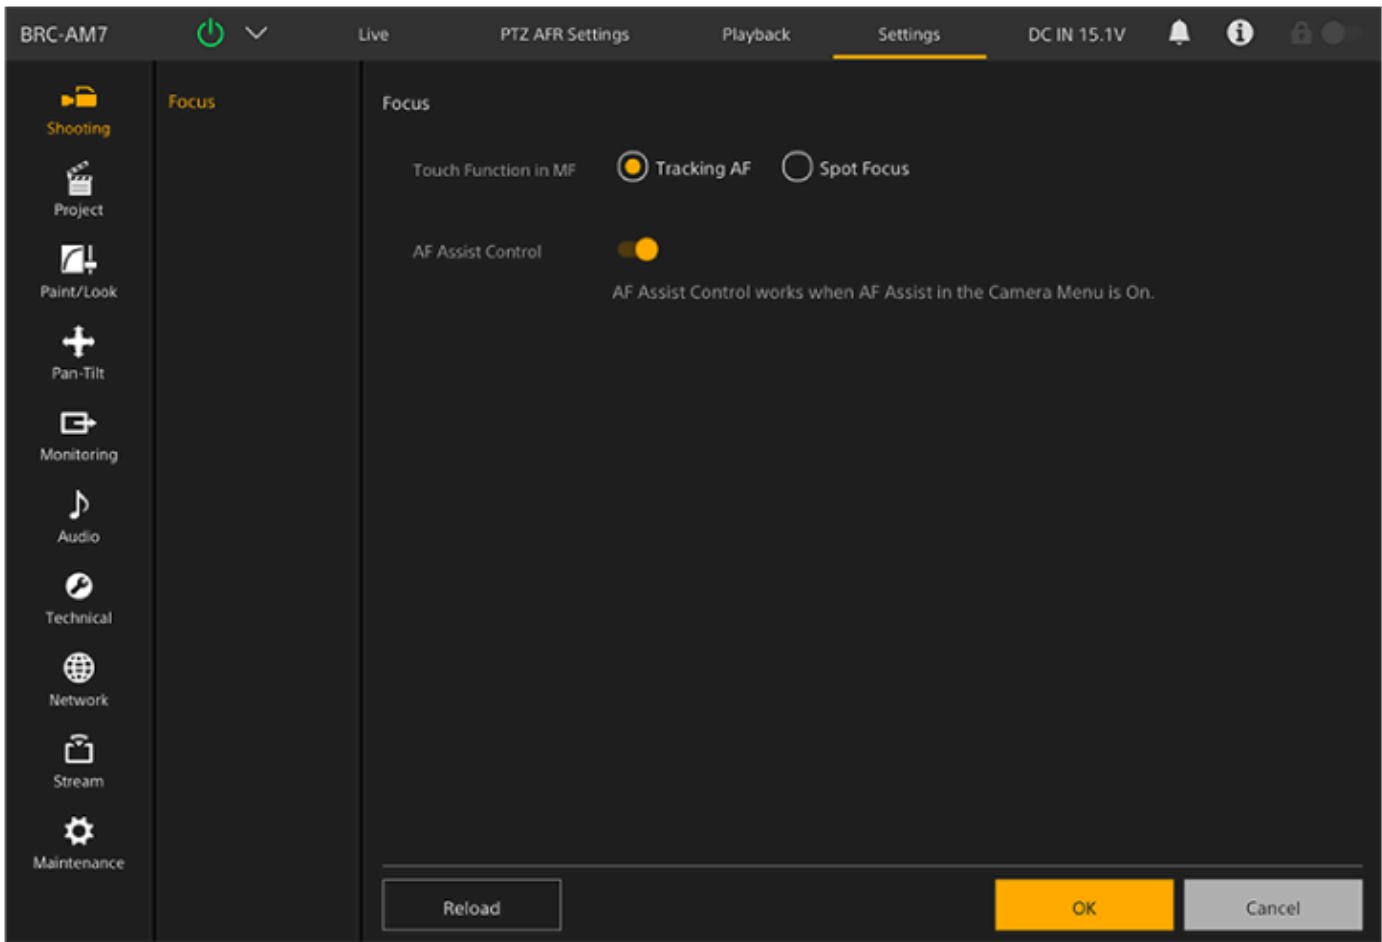 BRC-AM7
Live
PTZ AFR Settings
Playback
Settings
DC IN 15.1V
Shooting
Project
Paint/Look
Pan-Tilt
Monitoring
Audio
Technical
Network
Stream
Maintenance
Focus
Focus
Touch Function in MF Tracking AF Spot Focus
AF Assist Control
AF Assist Control works when AF Assist in the Camera Menu is On.
Reload
OK
Cancel